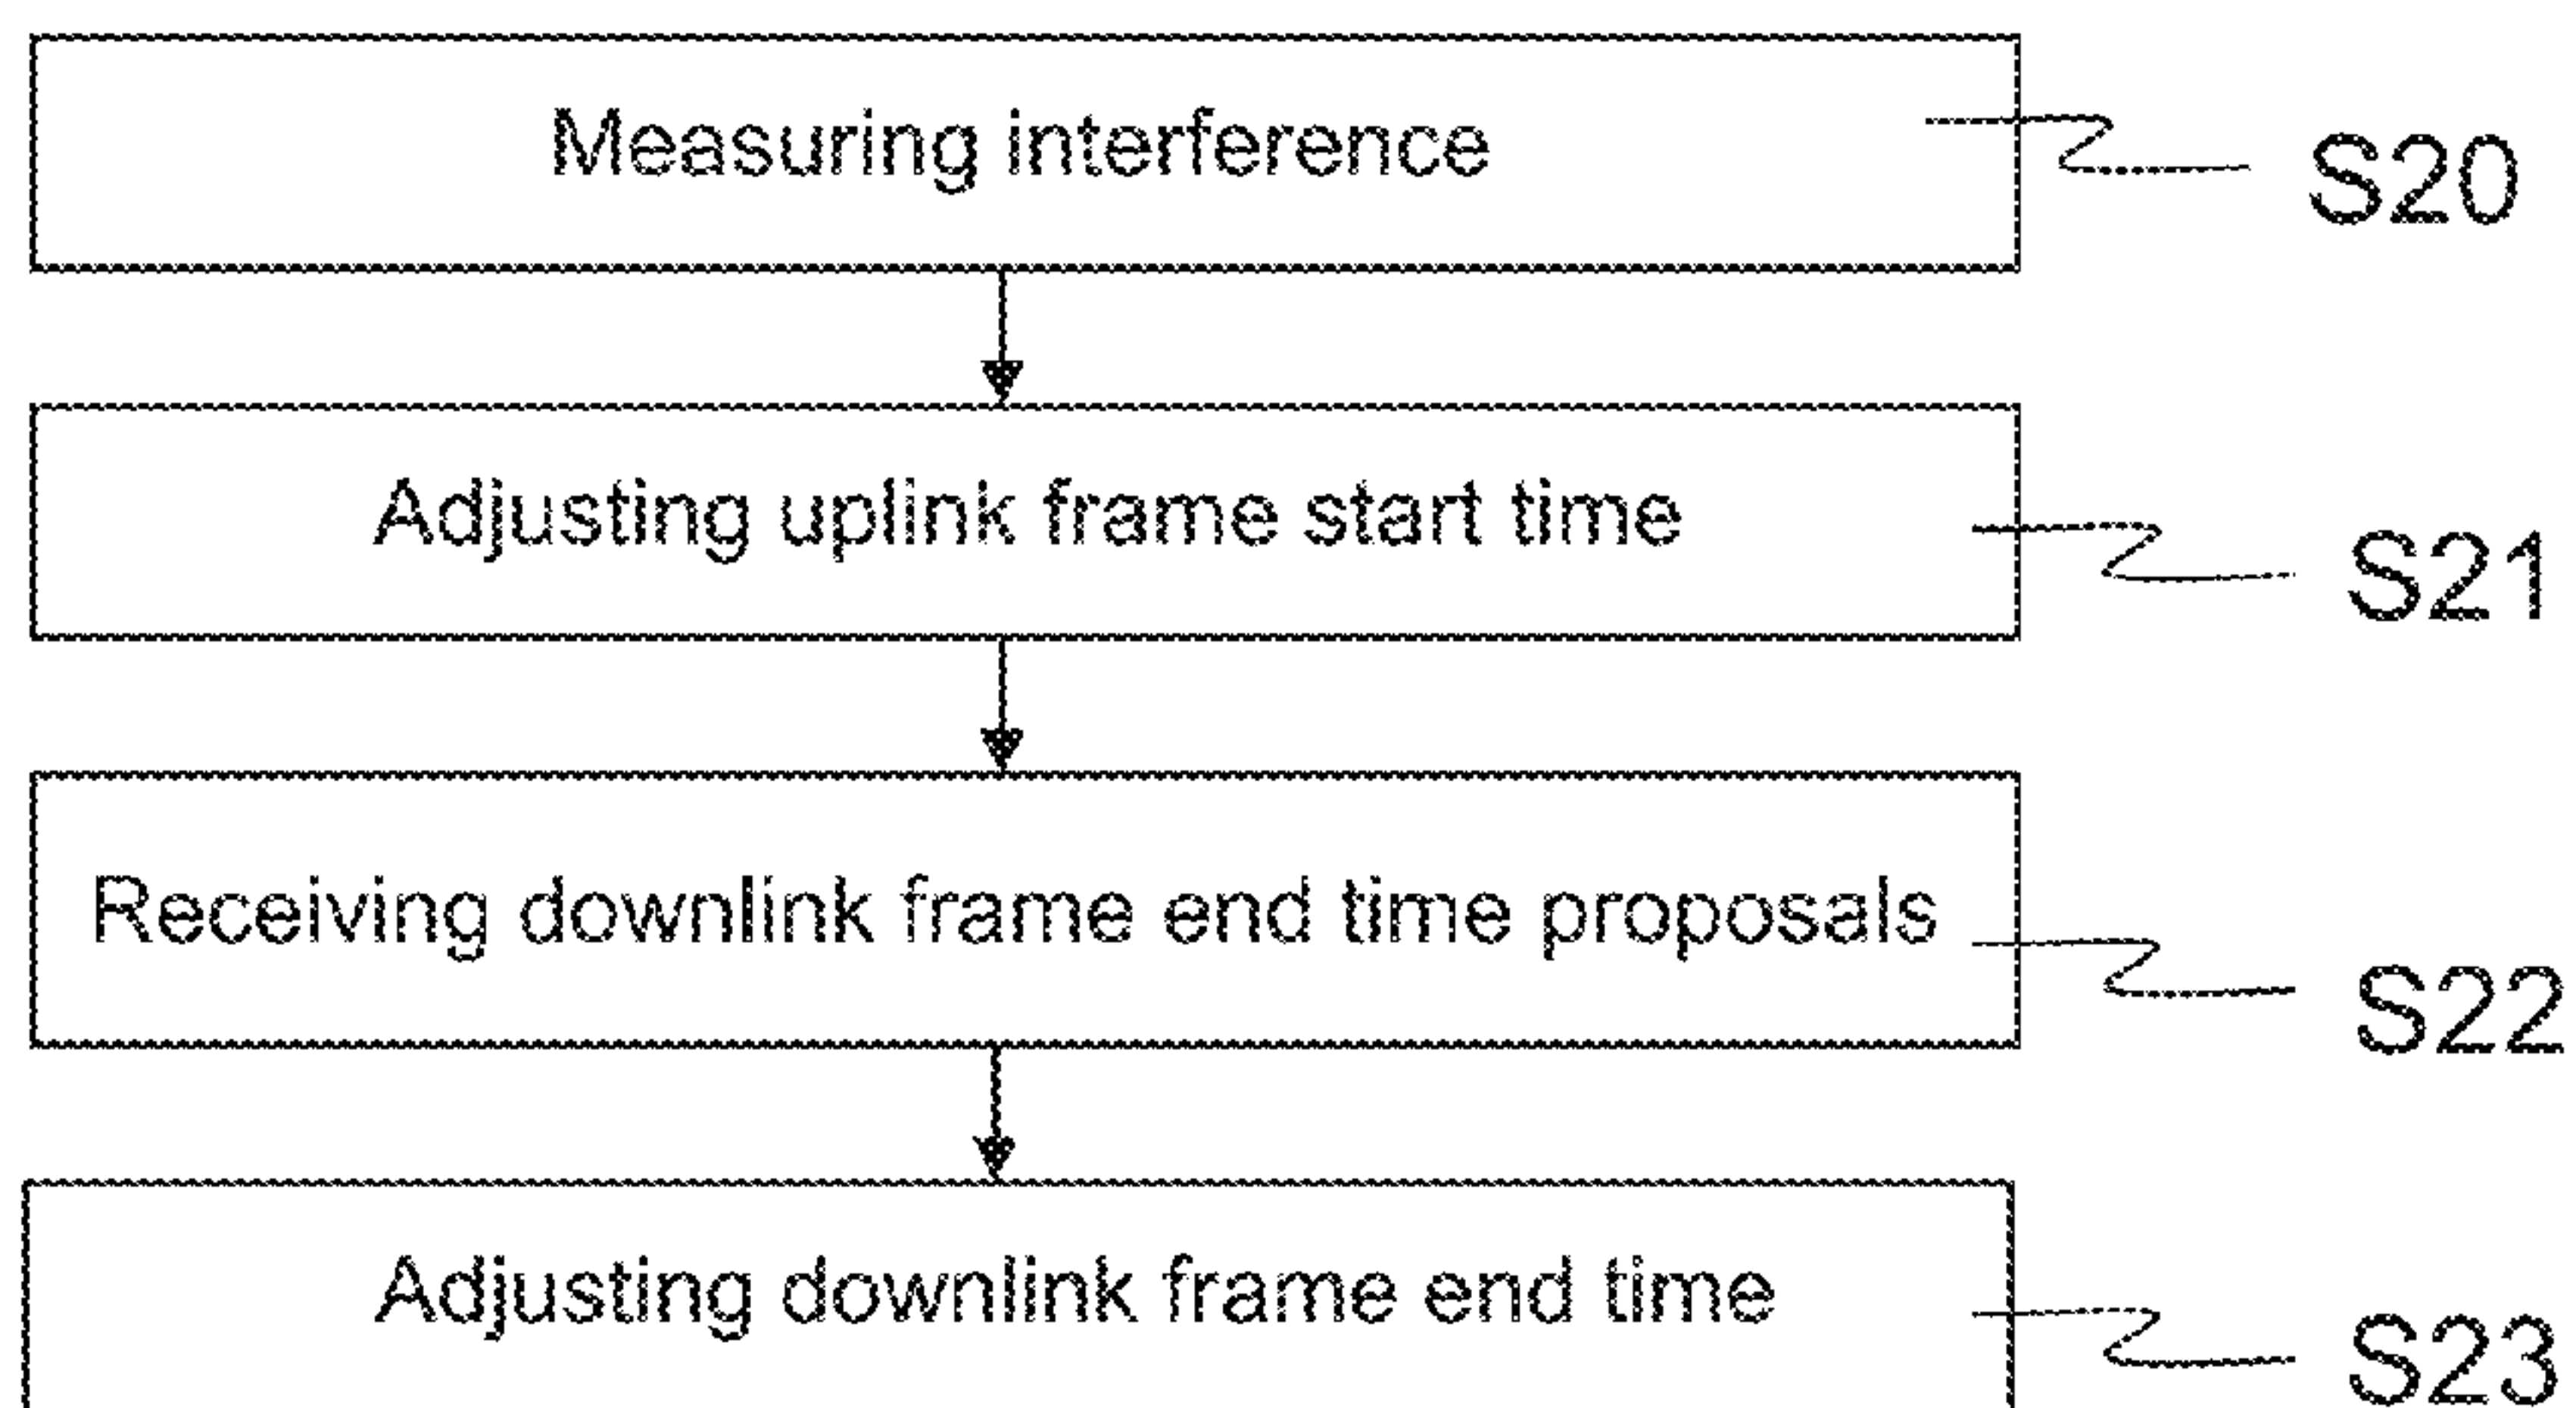 Measuring interference
S20
Adjusting uplink frame start time
S21
Receiving downlink frame end time proposals
S22
Adjusting downlink frame end time
S23